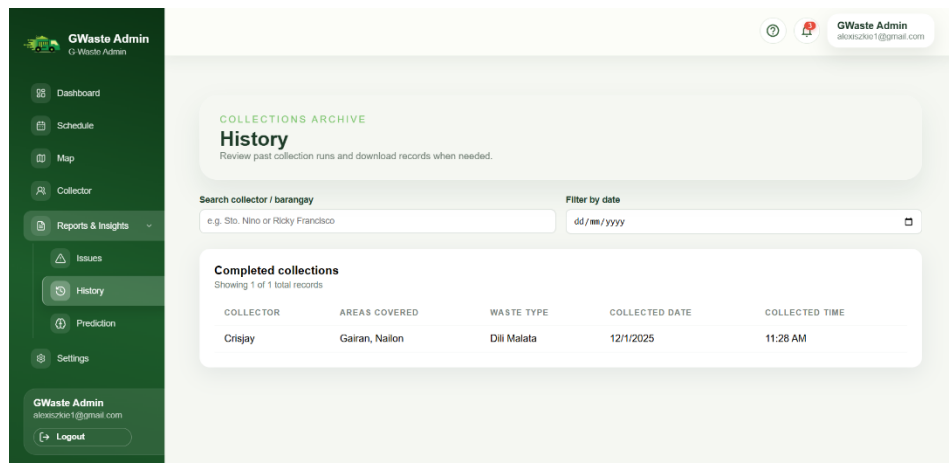 GWaste Admin
G-Waste Admin
Dashboard
Schedule
Map
Collector
Reports & Insights
Issues
History
Prediction
Settings
GWaste Admin
alexiszkie1@gmail.com
Logout
3
GWaste Admin
alexiszkie1@gmail.com
COLLECTIONS ARCHIVE
History
Review past collection runs and download records when needed.
Search collector / barangay
e.g. Sto. Nino or Ricky Francisco
Filter by date
dd/mm/yyyy
Completed collections
Showing 1 of 1 total records
COLLECTOR AREAS COVERED WASTE TYPE COLLECTED DATE COLLECTED TIME
Crisjay Gairan, Nailon Dili Malata 12/1/2025 11:28 AM